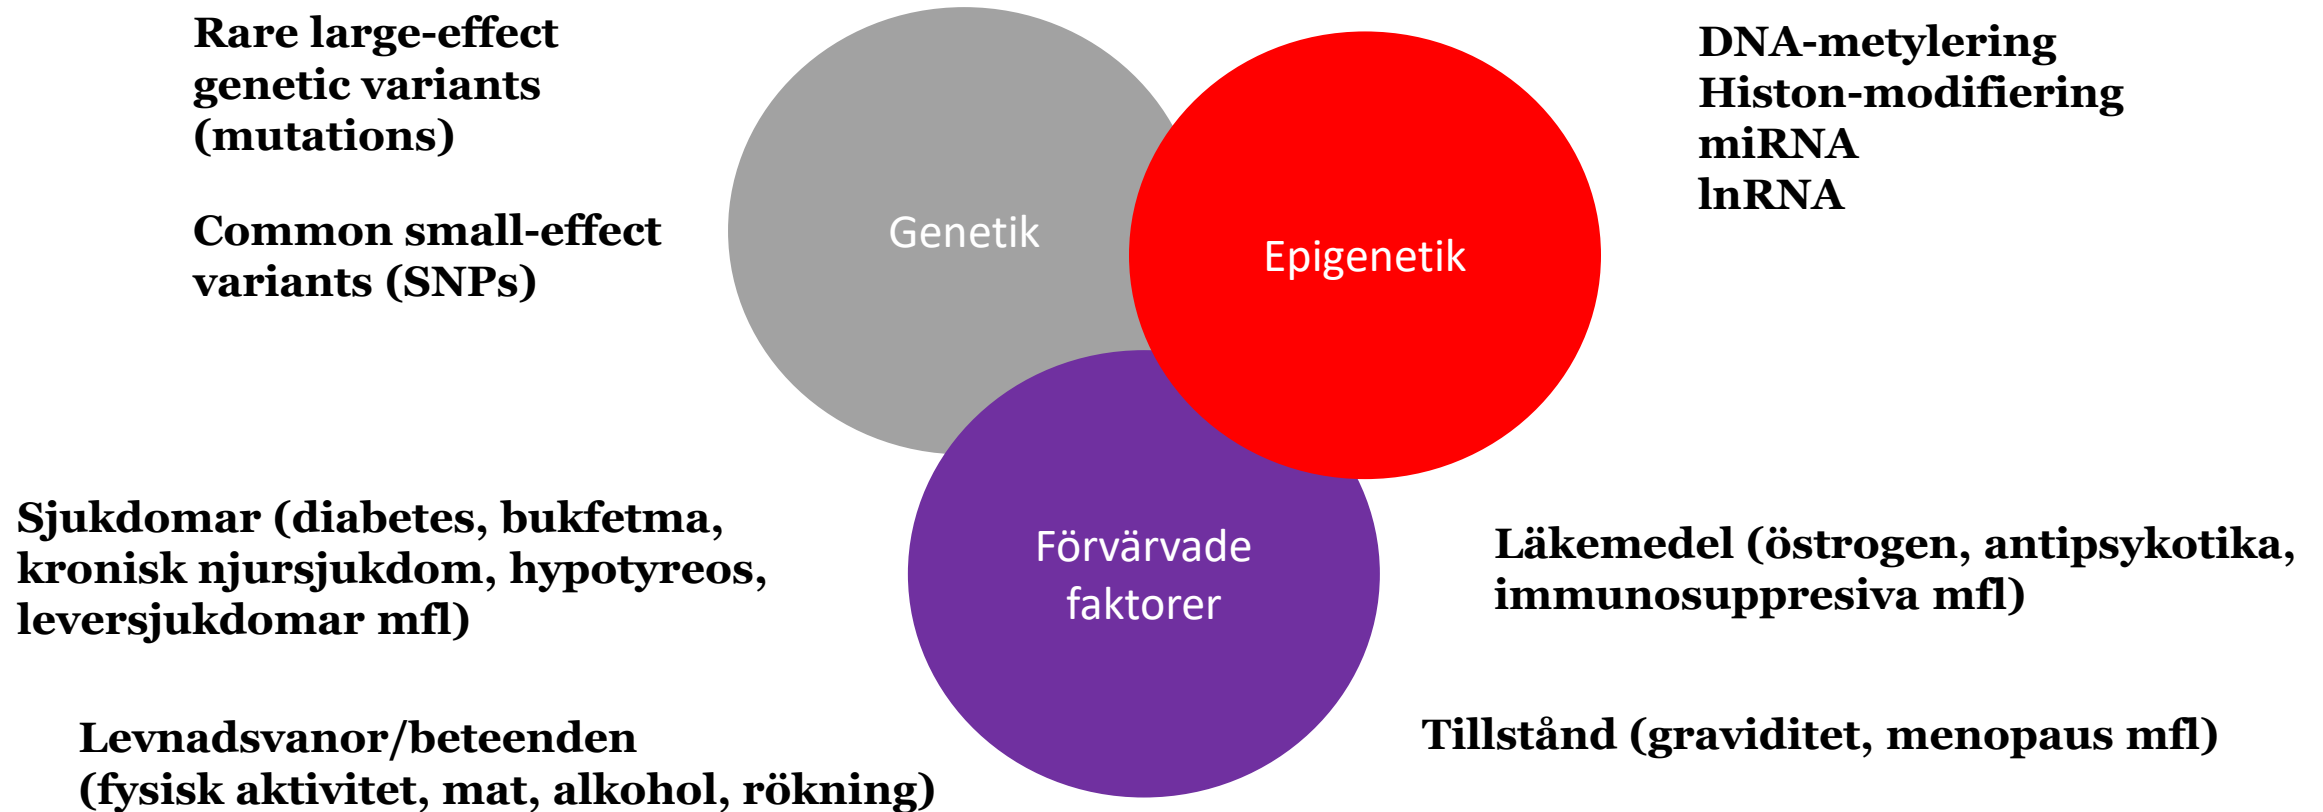 Rare large-effect
genetic variants
(mutations)
Common small-effect
variants (SNPs)
Genetik
Epigenetik
DNA-metylering
Histon-modifiering
miRNA
lnRNA
Sjukdomar (diabetes, bukfetma,
kronisk njursjukdom, hypotyreos,
leversjukdomar mfl)
Förvärvade
faktorer
Läkemedel (östrogen, antipsykotika,
immunosuppresiva mfl)
Levnadsvanor/beteenden
(fysisk aktivitet, mat, alkohol, rökning)
Tillstånd (graviditet, menopaus mfl)